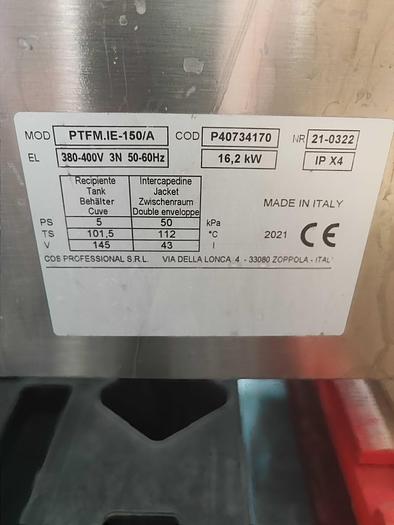 MOD PTFM.IE-150/A COD P40734170 NR 21-0322
EL 380-400V 3N 50-60Hz 16,2 kW IP X4
Recipiente Intercapedine
Tank Jacket
Behälter Zwischenraum
Cuve Double enveloppe
MADE IN ITALY
PS 5 50 kPa
TS 101,5 112 °C
V 145 43 l
2021 CE
COS PROFESSIONAL S.R.L. VIA DELLA LONCA 4 - 33080 ZOPPOLA - ITALY